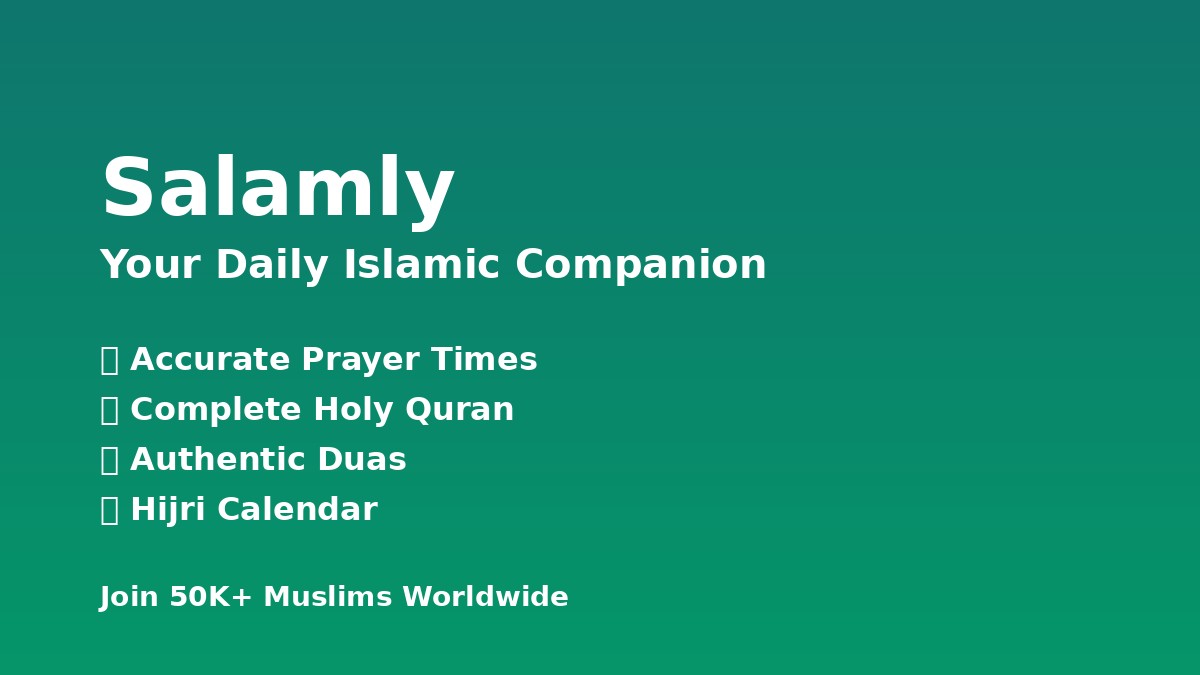 Salamly
Your Daily Islamic Companion
Accurate Prayer Times
Complete Holy Quran
Authentic Duas
Hijri Calendar
Join 50K+ Muslims Worldwide